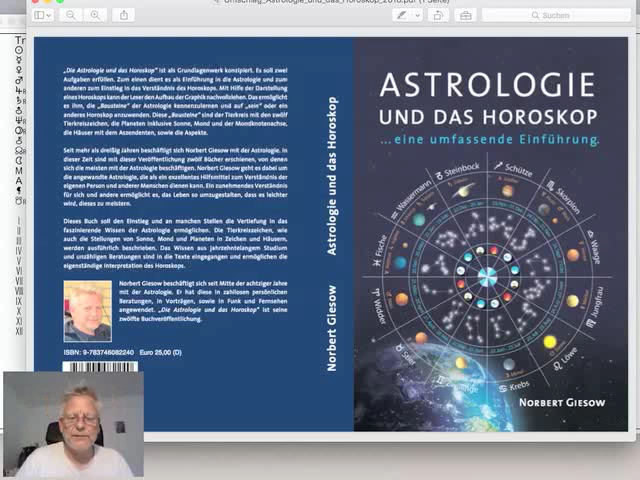 Umschlag_Astrologie_und_das_Horoskop_2018.pdf (1 Seite)
Suchen
„Die Astrologie und das Horoskop“ ist als Grundlagenwerk konzipiert. Es soll zwei
Aufgaben erfüllen. Zum einen dient es als Einführung in die Astrologie und zum
anderen zum Einstieg in das Verständnis des Horoskops. Mit Hilfe der Darstellung
eines Horoskops kann der Leser den Aufbau der Graphik nachvollziehen. Das ermöglicht
es ihm, die „Bausteine“ der Astrologie kennenzulernen und auf „sein“ oder ein
anderes Horoskop anzuwenden. Diese „Bausteine“ sind der Tierkreis mit den zwölf
Tierkreiszeichen, die Planeten inklusive Sonne, Mond und der Mondknotenachse,
die Häuser mit dem Aszendenten, sowie die Aspekte.
Seit mehr als dreißig Jahren beschäftigt sich Norbert Giesow mit der Astrologie. In
dieser Zeit sind mit dieser Veröffentlichung zwölf Bücher erschienen, von denen
sich die meisten mit der Astrologie beschäftigen. Norbert Giesow geht es dabei um
die angewandte Astrologie, die als ein exzellentes Hilfsmittel zum Verständnis der
eigenen Person und anderer Menschen dienen kann. Ein zunehmendes Verständnis
für sich und andere ermöglicht es, das Leben so umzugestalten, dass es leichter
wird, dieses zu meistern.
Dieses Buch soll den Einstieg und an manchen Stellen die Vertiefung in das
faszinierende Wissen der Astrologie ermöglichen. Die Tierkreiszeichen, wie
auch die Stellungen von Sonne, Mond und Planeten in Zeichen und Häusern,
werden ausführlich beschrieben. Das Wissen aus jahrzehntelangem Studium
und unzähligen Beratungen sind in die Texte eingegangen und ermöglichen die
eigenständige Interpretation des Horoskops.
Norbert Giesow beschäftigt sich seit Mitte der achtziger Jahre
mit der Astrologie. Er hat diese in zahllosen persönlichen
Beratungen, in Vorträgen, sowie in Funk und Fernsehen
angewendet. „Die Astrologie und das Horoskop“ ist seine
zwölfte Buchveröffentlichung.
ISBN: 9-783746082240 Euro 25,00 (D)
Astrologie und das Horoskop
Norbert Giesow
ASTROLOGIE
UND DAS HOROSKOP
...eine umfassende Einführung.
Steinbock
Schütze
Skorpion
Waage
Jungfrau
Löwe
Krebs
Zwillinge
Stier
Widder
Fische
Wassermann
NORBERT GIESOW
Tr
M
A
I
II
III
IV
V
VI
VII
VIII
IX
X
XI
XII